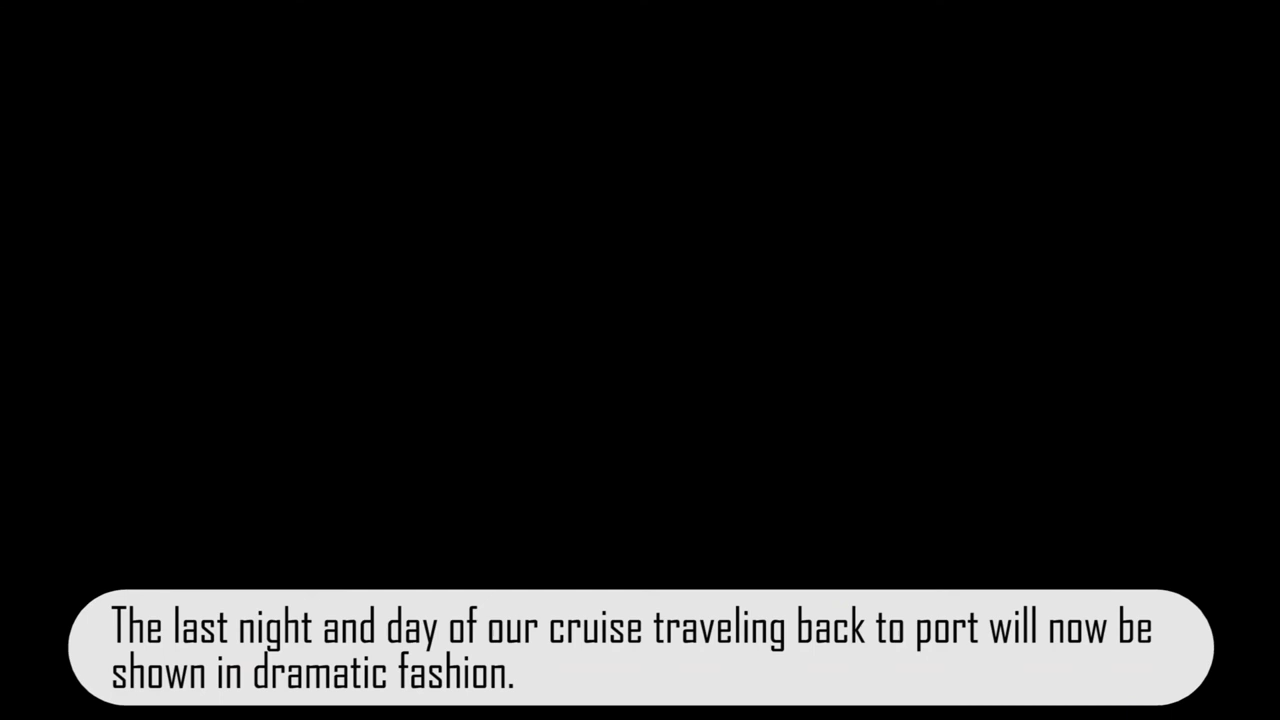 The last night and day of our cruise traveling back to port will now be
shown in dramatic fashion.